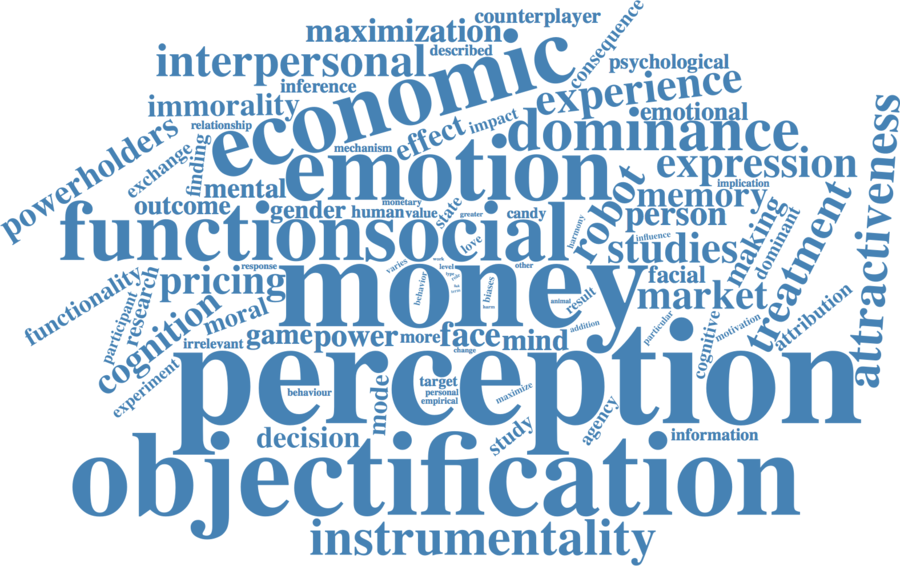 counterplayer
consequence
maximization
described
economic
interpersonal
psychological
inference
experience
immorality
emotional
impact
relationship
effect
dominance
powerholders
finding
mechanism
emotion
exchange
expression
mental
implication
robot
memory
monetary
outcome
gender
human
value
state
greater
candy
person
attractiveness
functionsocial
harmony
love
making
dominant
treatment
influence
studies
varies
work
level
other
response
money
functionality
research
pricing
facial
behavior
biases
type
market
participant
cognition
moral
animal
result
harm
attribution
addition
particular
cognitive
motivation
game
power
more
face
mind
irrelevant
change
perception
experiment
behaviour
mode
target
personal
empirical
maximize
agency
study
decision
information
objectification
instrumentality